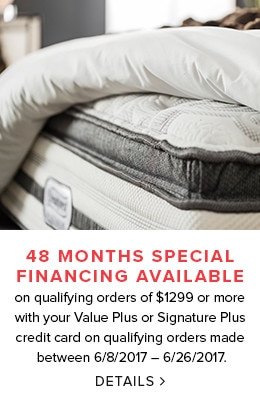 48 MONTHS SPECIAL
FINANCING AVAILABLE
on qualifying orders of $1299 or more
with your Value Plus or Signature Plus
credit card on qualifying orders made
between 6/8/2017 – 6/26/2017.
DETAILS >